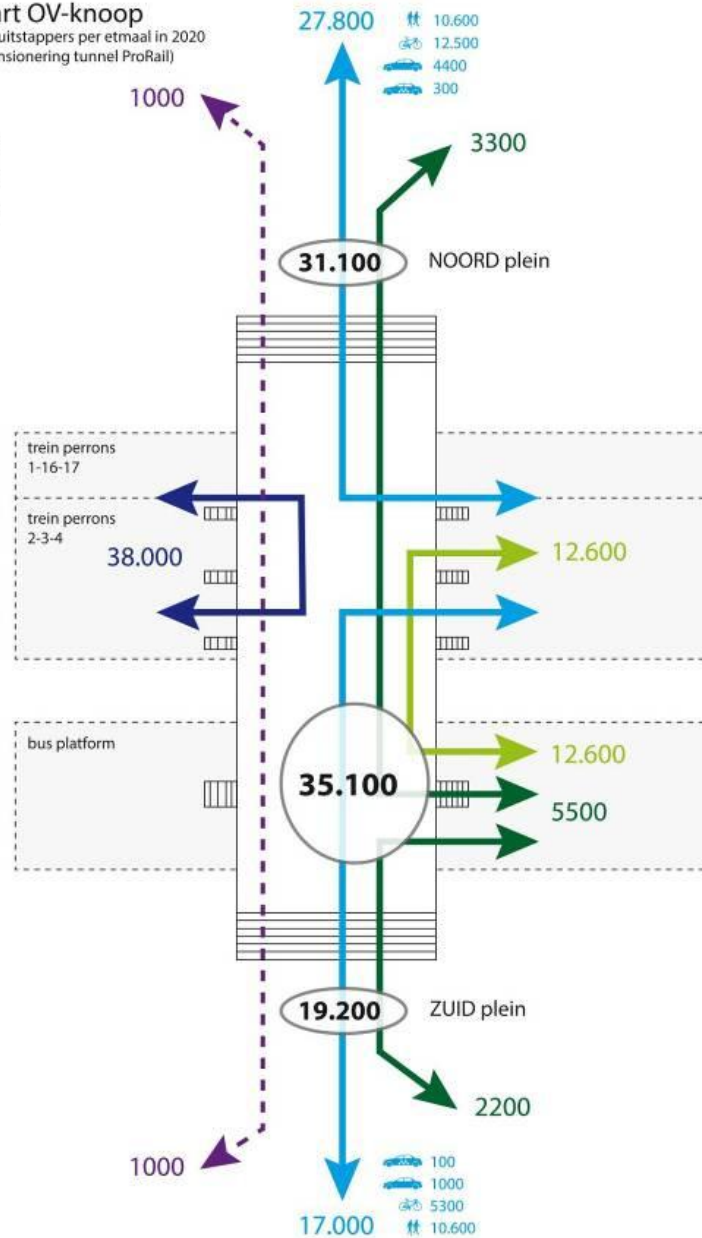 OV-knoop
uitstappers per etmaal in 2020
tunnel ProRail)
27.800
10.600
12.500
4400
300
1000
3300
31.100
NOORD plein
trein perrons
1-16-17
trein perrons
2-3-4
38.000
12.600
bus platform
12.600
35.100
5500
19.200
ZUID plein
2200
1000
100
1000
5300
17.000
10.600